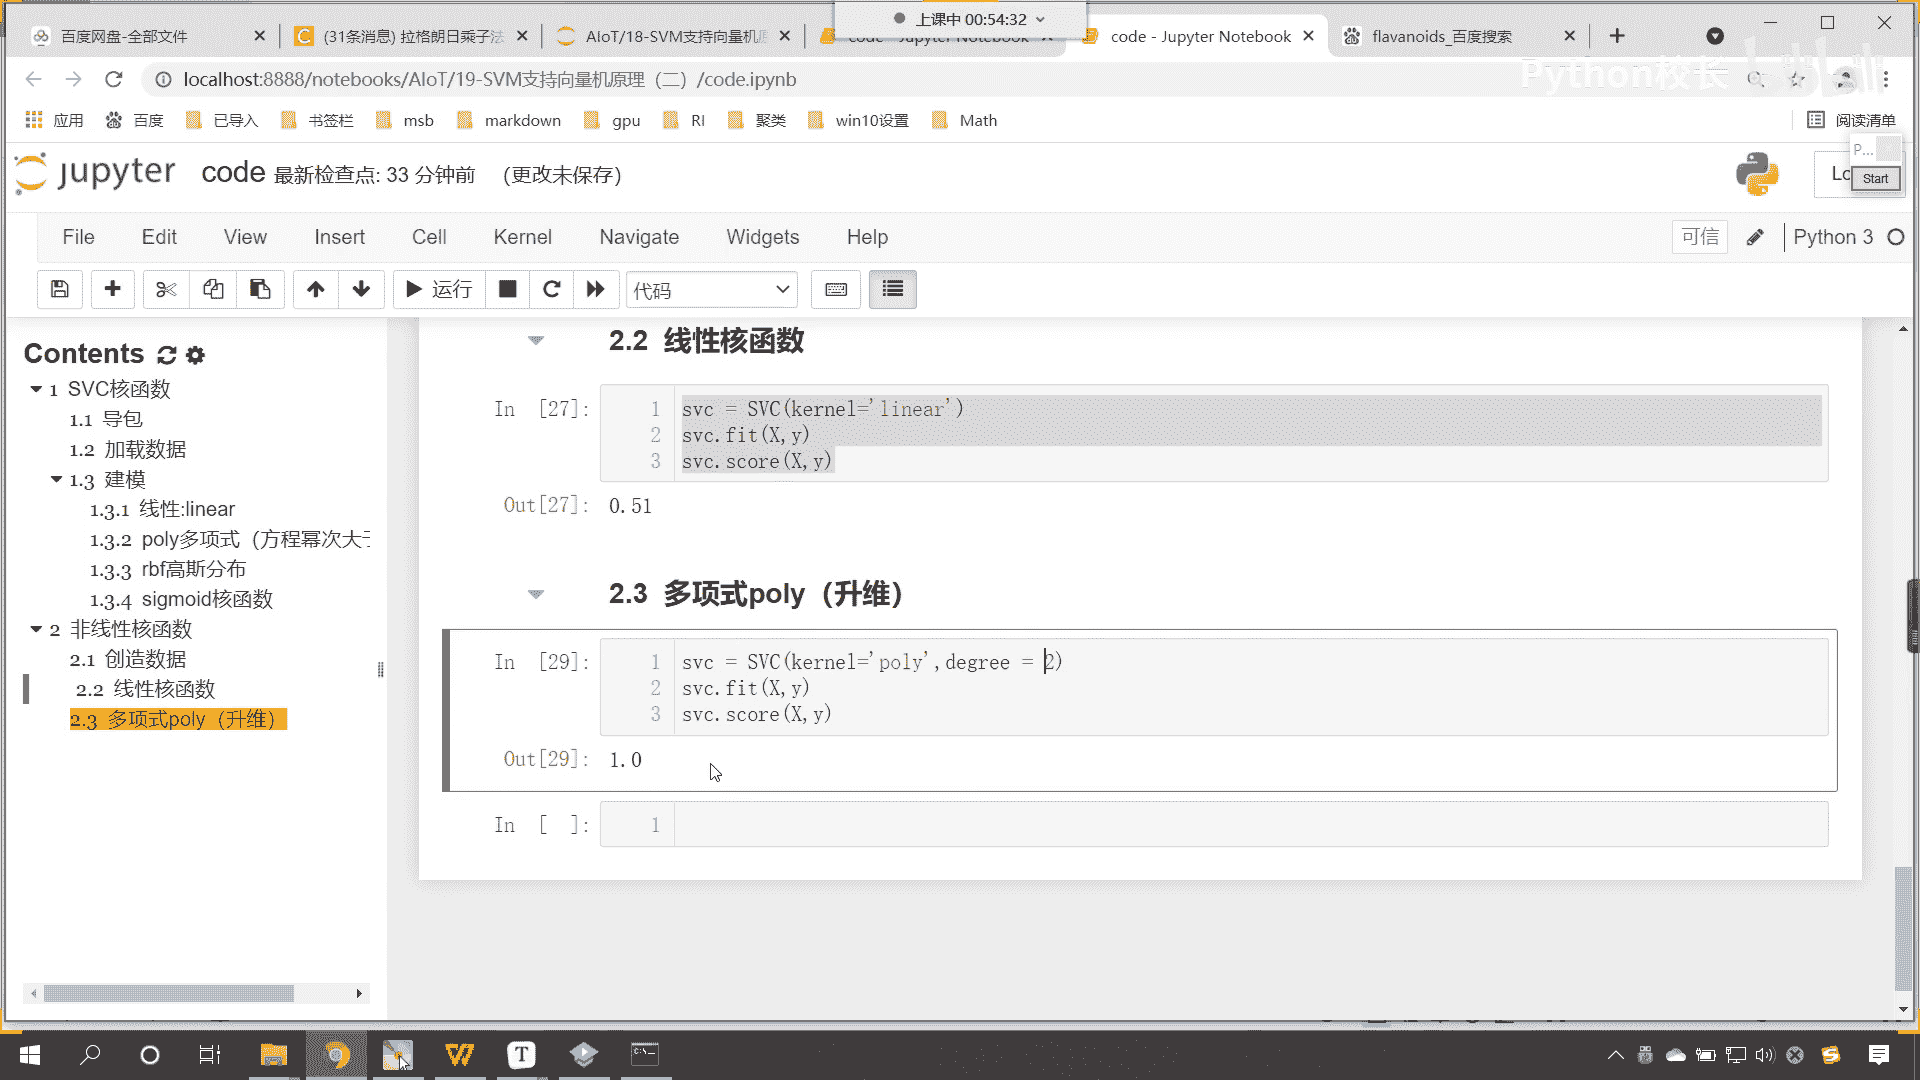 上课中 00:54:32
百度网盘-全部文件
(31条消息) 拉格朗日乘子法
AIoT/18-SVM支持向量机原
code - Jupyter Notebook
code - Jupyter Notebook
flavanoids_百度搜索
localhost:8888/notebooks/AIoT/19-SVM支持向量机原理（二）/code.ipynb
Python校长
bilibili
应用
百度
已导入
书签栏
msb
markdown
gpu
RI
聚类
win10设置
Math
阅读清单
P...
Start
jupyter
code 最新检查点: 33 分钟前 (更改未保存)
Lo
File Edit View Insert Cell Kernel Navigate Widgets Help
可信
Python 3
运行
代码
Contents
1 SVC核函数
1.1 导包
1.2 加载数据
1.3 建模
1.3.1 线性:linear
1.3.2 poly多项式（方程幂次大于
1.3.3 rbf高斯分布
1.3.4 sigmoid核函数
2 非线性核函数
2.1 创造数据
2.2 线性核函数
2.3 多项式poly（升维）
2.2 线性核函数
In [27]:
1 svc = SVC(kernel='linear')
2 svc.fit(X,y)
3 svc.score(X,y)
Out[27]: 0.51
2.3 多项式poly（升维）
In [29]:
1 svc = SVC(kernel='poly',degree = 2)
2 svc.fit(X,y)
3 svc.score(X,y)
Out[29]: 1.0
In [ ]:
1